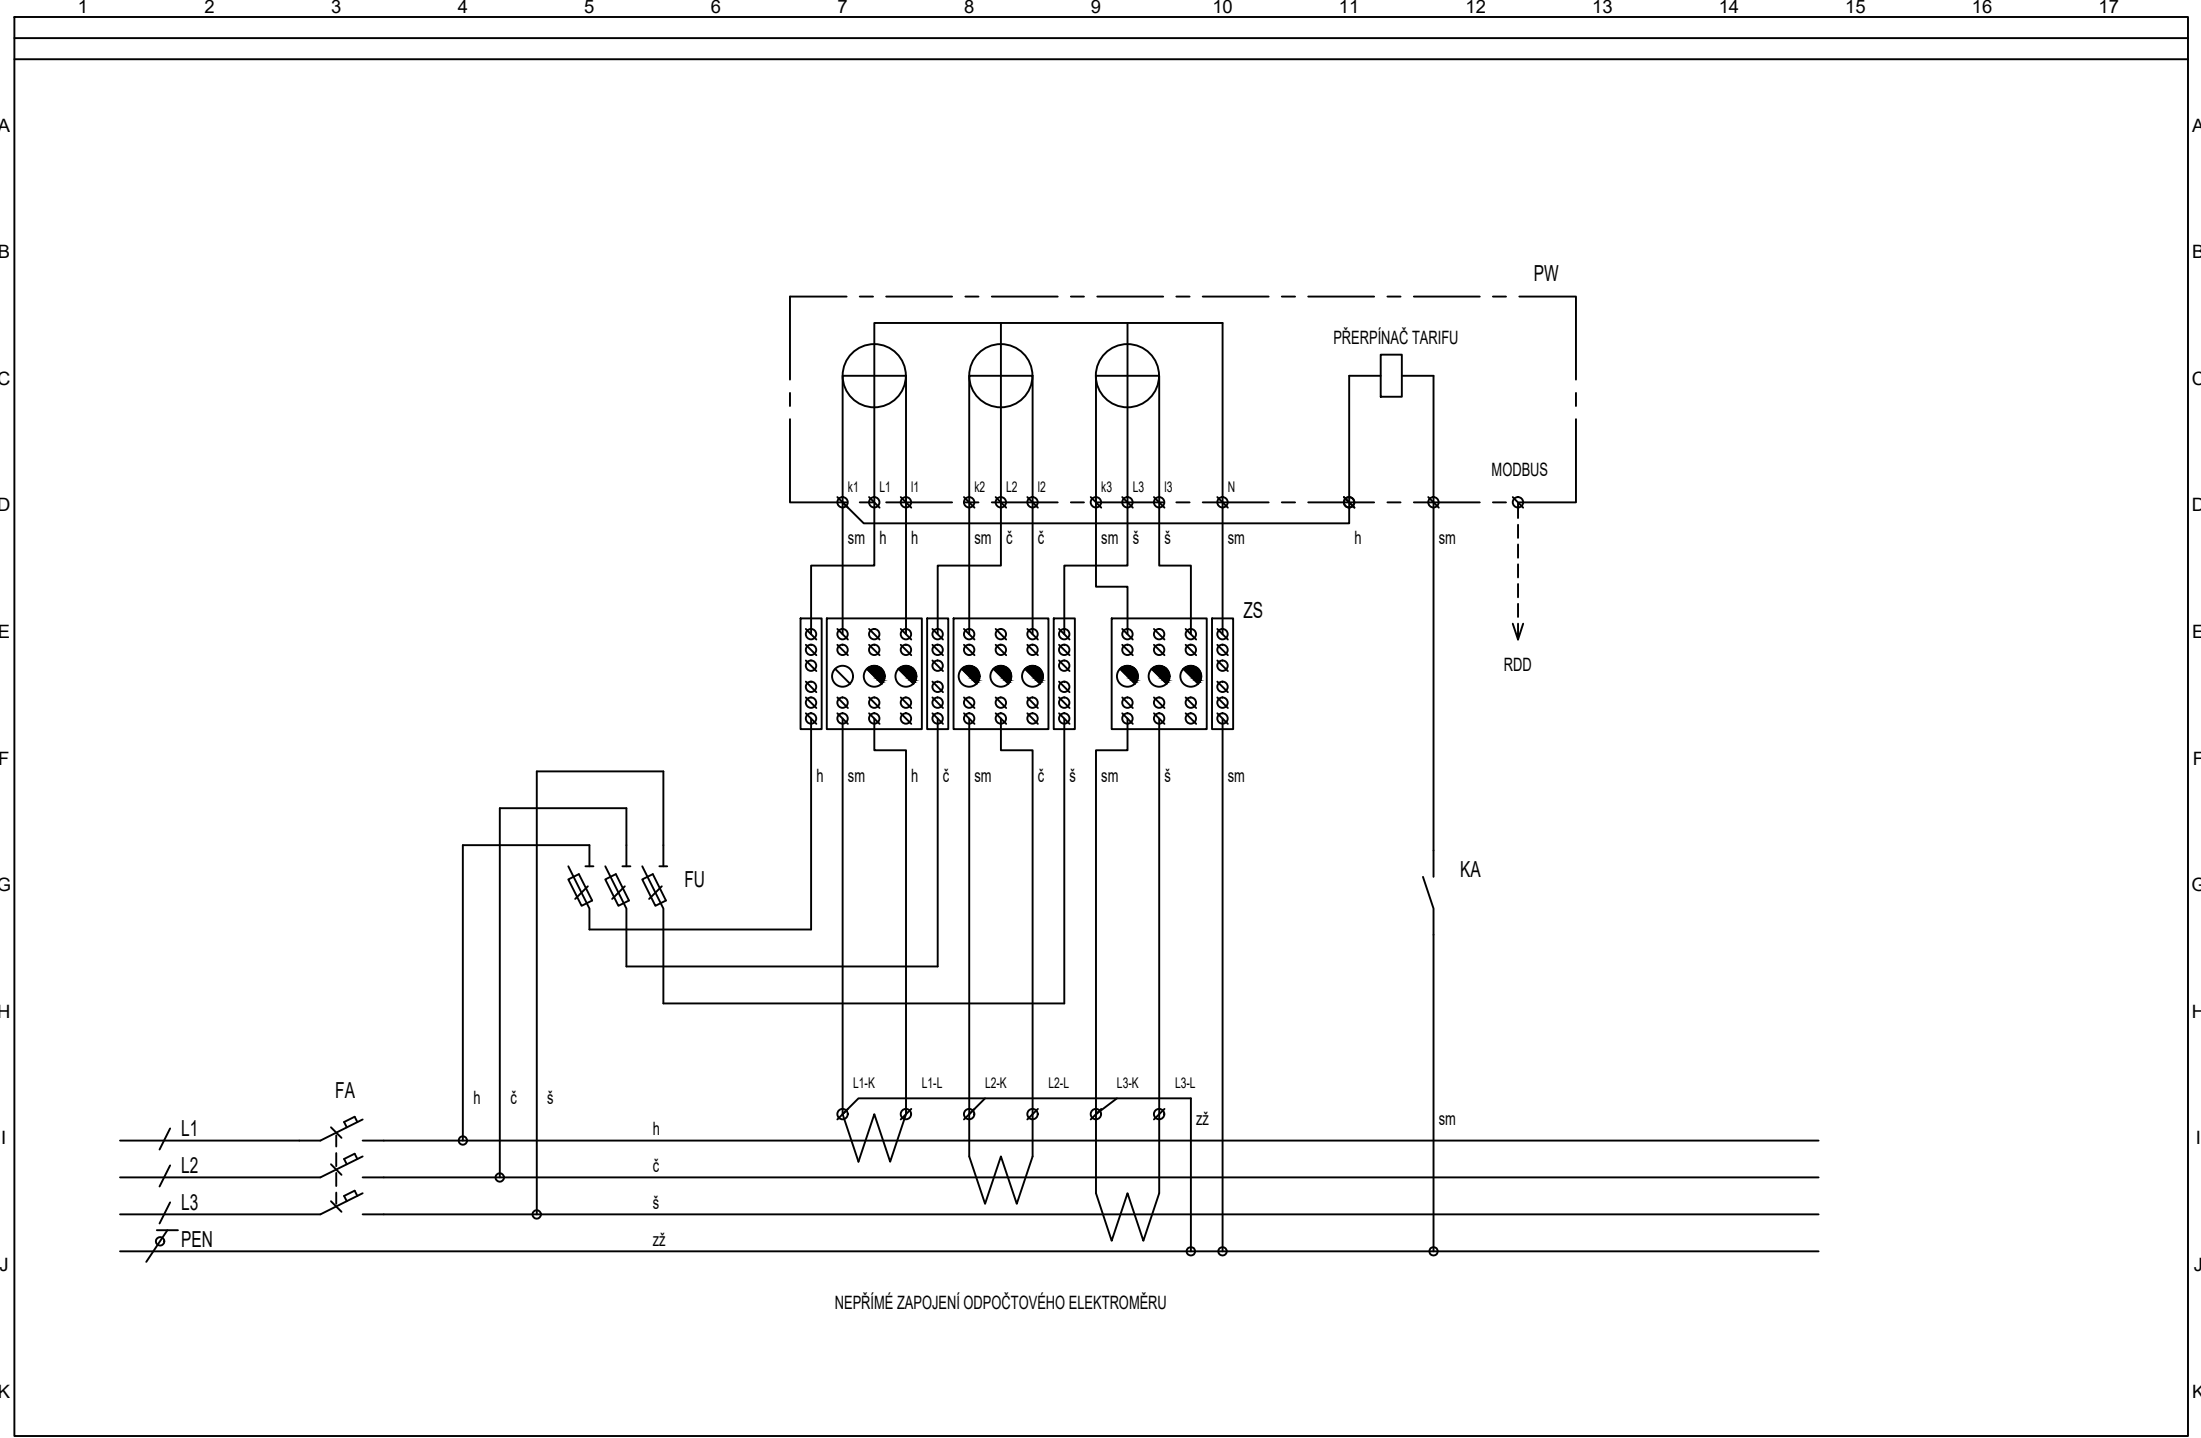 1 2 3 4 5 6 7 8 9 10 11 12 13 14 15 16 17
A A
B B
PW
PŘERPÍNAČ TARIFU
C C
MODBUS
k1 L1 l1 k2 L2 l2 k3 L3 l3 N
D D
sm h h sm č č sm š š sm h sm
ZS
E E
RDD
F F
h sm h č sm č š sm š sm
KA
FU
G G
H H
L1-K L1-L L2-K L2-L L3-K L3-L
FA
h č š
zž sm
L1 h
I I
L2 č
L3 š
PEN zž
J J
NEPŘÍMÉ ZAPOJENÍ ODPOČTOVÉHO ELEKTROMĚRU
K K